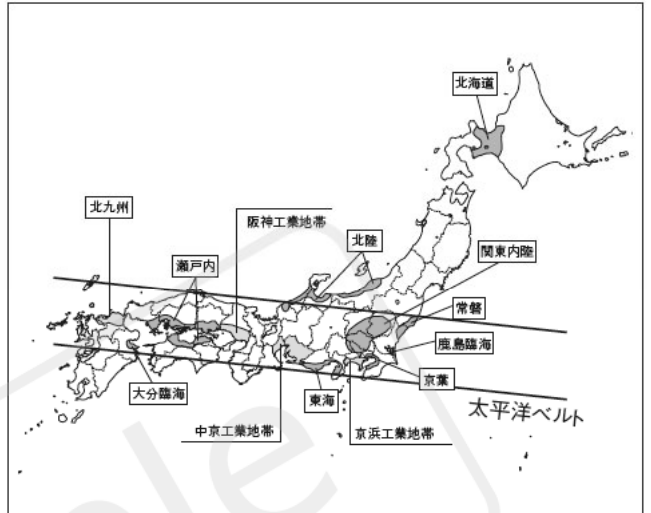 北海道
北九州
阪神工業地帯
北陸
瀬戸内
関東内陸
常磐
鹿島臨海
京葉
大分臨海
東海
太平洋ベルト
中京工業地帯
京浜工業地帯